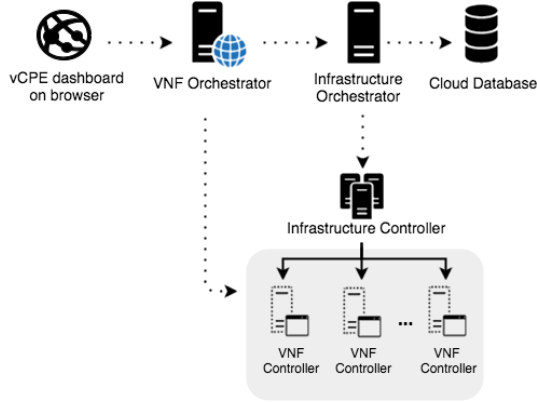 vCPE dashboard
on browser
VNF Orchestrator
Infrastructure
Orchestrator
Cloud Database
Infrastructure Controller
...
VNF
Controller
VNF
Controller
VNF
Controller